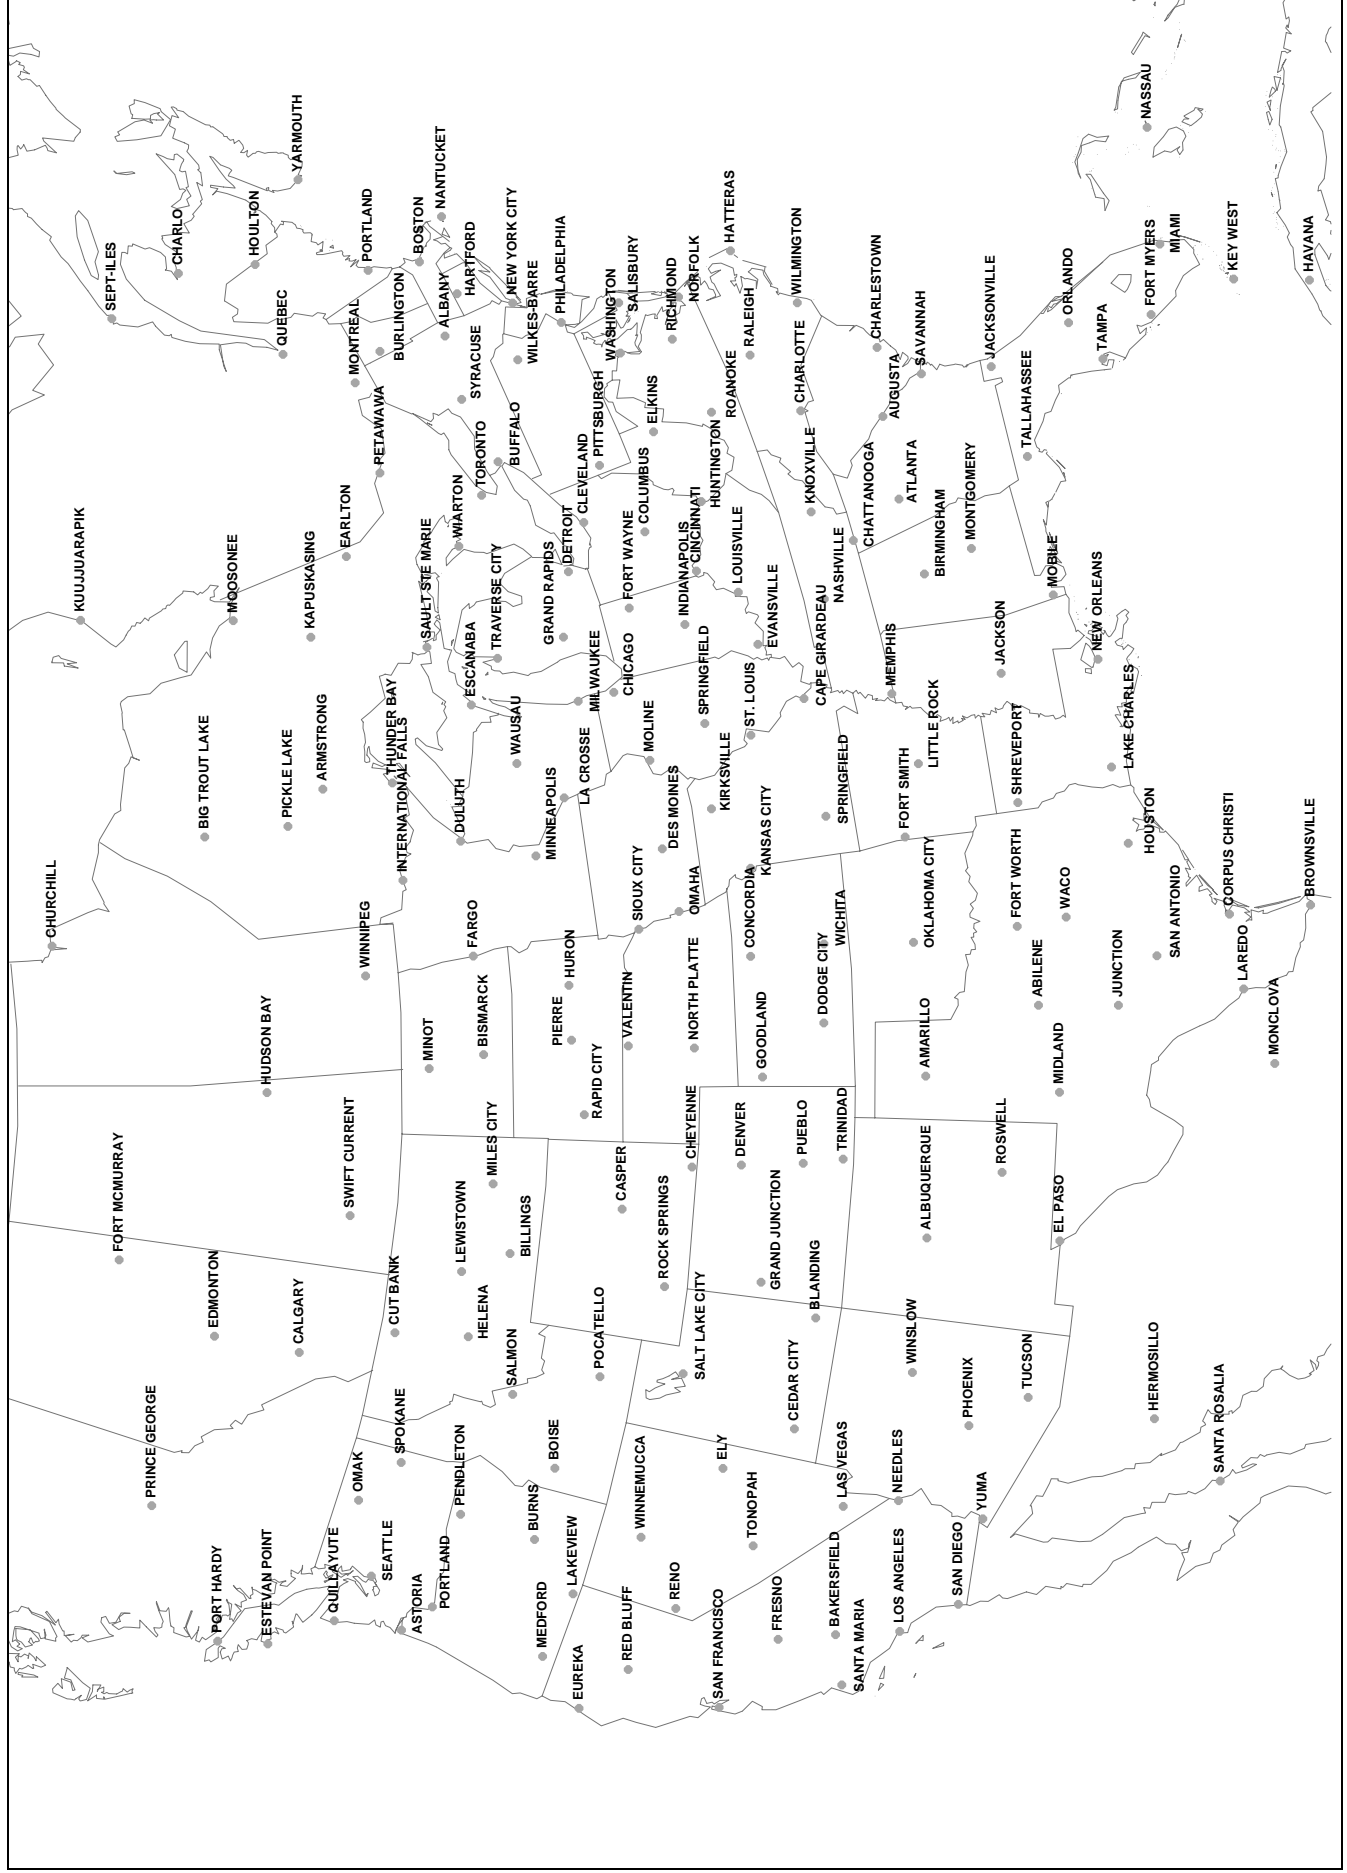 PORT HARDY
ESTEVAN POINT
QUILLAYUTE
SEATTLE
ASTORIA
PORTLAND
MEDFORD
EUREKA
LAKEVIEW
RED BLUFF
RENO
SAN FRANCISCO
FRESNO
BAKERSFIELD
SANTA MARIA
LOS ANGELES
SAN DIEGO
PRINCE GEORGE
OMAK
SPOKANE
PENDLETON
BURNS
BOISE
WINNEMUCCA
ELY
TONOPAH
LAS VEGAS
NEEDLES
YUMA
PHOENIX
TUCSON
HERMOSILLO
SANTA ROSALIA
FORT MCMURRAY
EDMONTON
CALGARY
SWIFT CURRENT
CUT BANK
LEWISTOWN
HELENA
SALMON
MILES CITY
BILLINGS
POCATELLO
CASPER
ROCK SPRINGS
SALT LAKE CITY
CHEYENNE
DENVER
GRAND JUNCTION
PUEBLO
BLANDING
CEDAR CITY
TRINIDAD
WINSLOW
ALBUQUERQUE
ROSWELL
EL PASO
CHURCHILL
HUDSON BAY
WINNIPEG
MINOT
BISMARCK
FARGO
PIERRE
HURON
RAPID CITY
VALENTIN
SIOUX CITY
NORTH PLATTE
OMAHA
GOODLAND
CONCORDIA
KANSAS CITY
DODGE CITY
WICHITA
AMARILLO
OKLAHOMA CITY
FORT WORTH
ABILENE
MIDLAND
WACO
JUNCTION
SAN ANTONIO
HOUSTON
LAREDO
CORPUS CHRISTI
MONCLOVA
BROWNSVILLE
BIG TROUT LAKE
PICKLE LAKE
ARMSTRONG
THUNDER BAY
INTERNATIONAL FALLS
DULUTH
MINNEAPOLIS
WAUSAU
LA CROSSE
DES MOINES
MOLINE
KIRKSVILLE
SPRINGFIELD
ST. LOUIS
SPRINGFIELD
FORT SMITH
LITTLE ROCK
SHREVEPORT
LAKE CHARLES
KUUJJUARAPIK
MOOSONEE
KAPUSKASING
EARLTON
SAULT STE MARIE
ESCANABA
TRAVERSE CITY
WIARTON
GRAND RAPIDS
DETROIT
MILWAUKEE
CHICAGO
FORT WAYNE
INDIANAPOLIS
CINCINNATI
LOUISVILLE
EVANSVILLE
CAPE GIRARDEAU
NASHVILLE
MEMPHIS
BIRMINGHAM
JACKSON
MOBILE
NEW ORLEANS
PETAWAWA
TORONTO
BUFFALO
CLEVELAND
PITTSBURGH
COLUMBUS
ELKINS
HUNTINGTON
ROANOKE
KNOXVILLE
CHATTANOOGA
CHARLOTTE
ATLANTA
AUGUSTA
MONTGOMERY
TALLAHASSEE
SEPT-ILES
CHARLO
HOULTON
QUEBEC
YARMOUTH
MONTREAL
PORTLAND
BURLINGTON
BOSTON
NANTUCKET
ALBANY
HARTFORD
SYRACUSE
NEW YORK CITY
WILKES-BARRE
PHILADELPHIA
WASHINGTON
SALISBURY
RICHMOND
NORFOLK
HATTERAS
RALEIGH
WILMINGTON
CHARLESTOWN
SAVANNAH
JACKSONVILLE
ORLANDO
TAMPA
FORT MYERS
MIAMI
KEY WEST
NASSAU
HAVANA